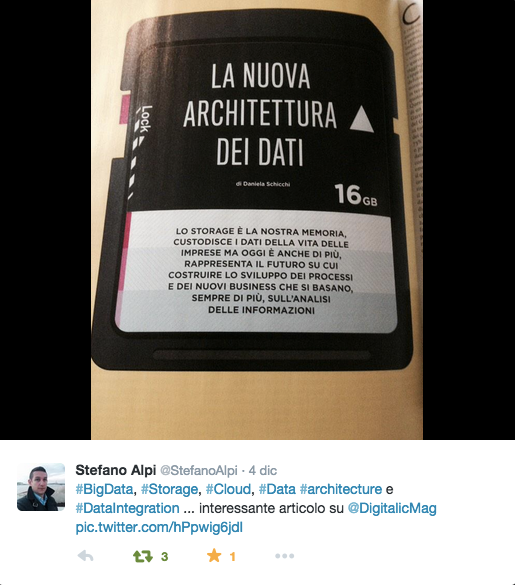 LA NUOVA
ARCHITETTURA
DEI DATI
di Daniela Schicchi
Lock
16GB
LO STORAGE È LA NOSTRA MEMORIA,
CUSTODISCE I DATI DELLA VITA DELLE
IMPRESE MA OGGI È ANCHE DI PIÙ,
RAPPRESENTA IL FUTURO SU CUI
COSTRUIRE LO SVILUPPO DEI PROCESSI
E DEI NUOVI BUSINESS CHE SI BASANO,
SEMPRE DI PIÙ, SULL'ANALISI
DELLE INFORMAZIONI
Stefano Alpi @StefanoAlpi · 4 dic
#BigData, #Storage, #Cloud, #Data #architecture e
#DataIntegration ... interessante articolo su @DigitalicMag
pic.twitter.com/hPpwig6jdI
3 1